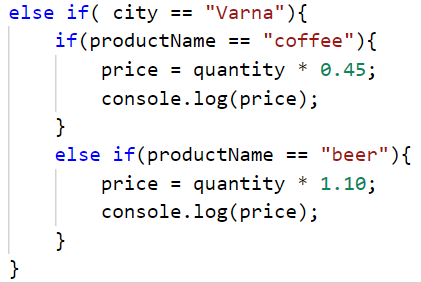 else if( city == "Varna"){
    if(productName == "coffee"){
        price = quantity * 0.45;
        console.log(price);
    }
    else if(productName == "beer"){
        price = quantity * 1.10;
        console.log(price);
    }
}